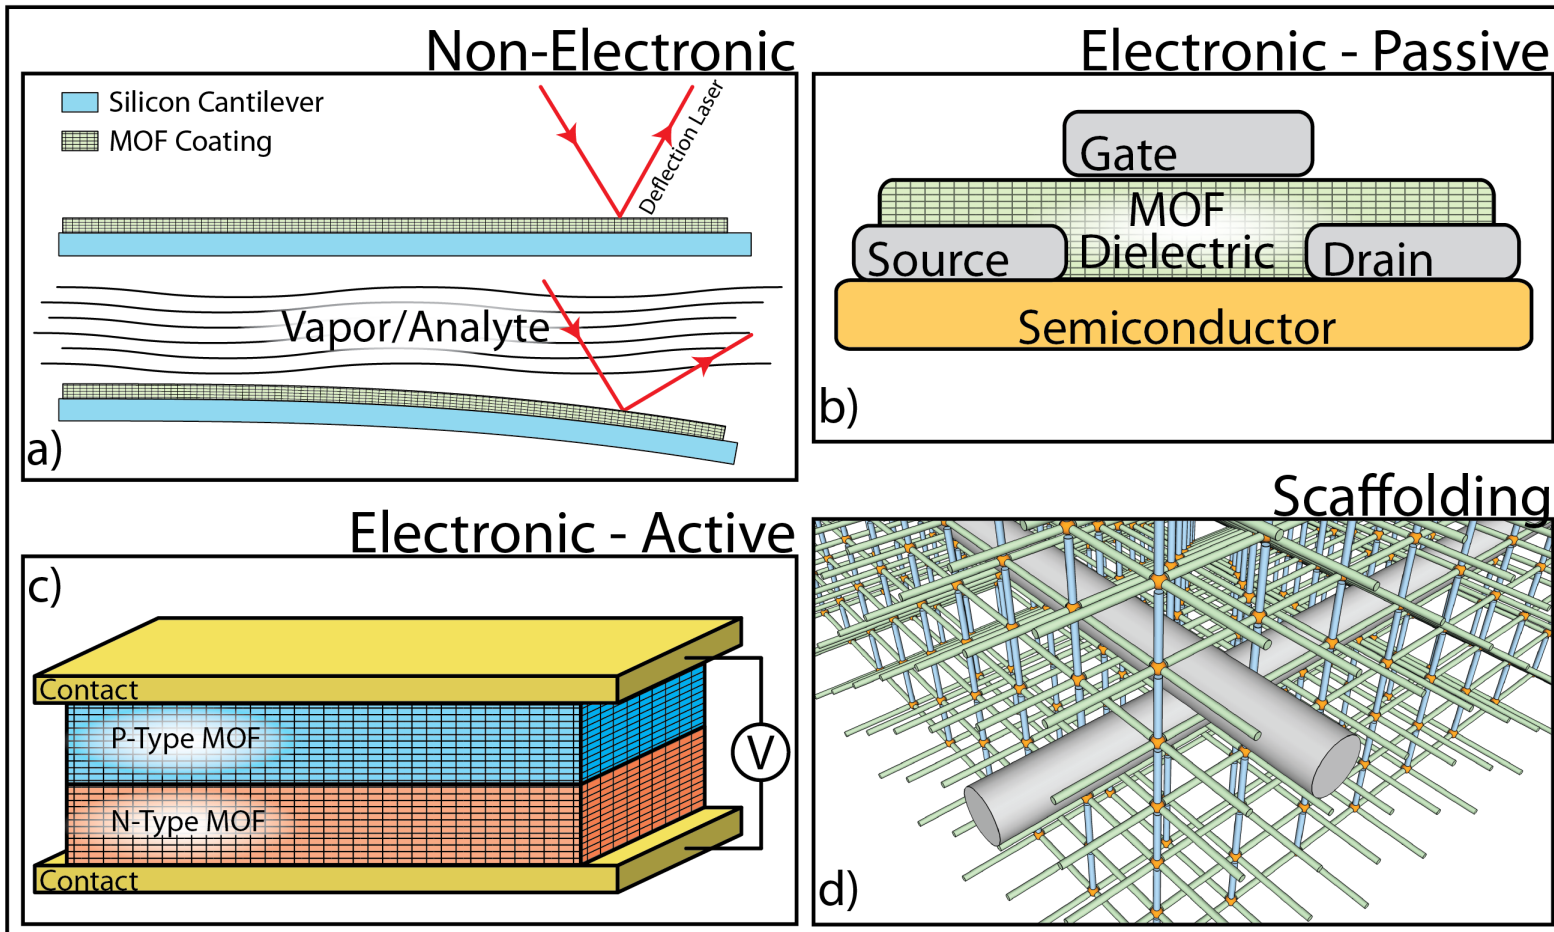 Non-Electronic
Silicon Cantilever
MOF Coating
Deflection Laser
Vapor/Analyte
a)
Electronic - Passive
Gate
MOF
Dielectric
Source
Drain
Semiconductor
b)
Electronic - Active
c)
Contact
P-Type MOF
N-Type MOF
Contact
V
Scaffolding
d)